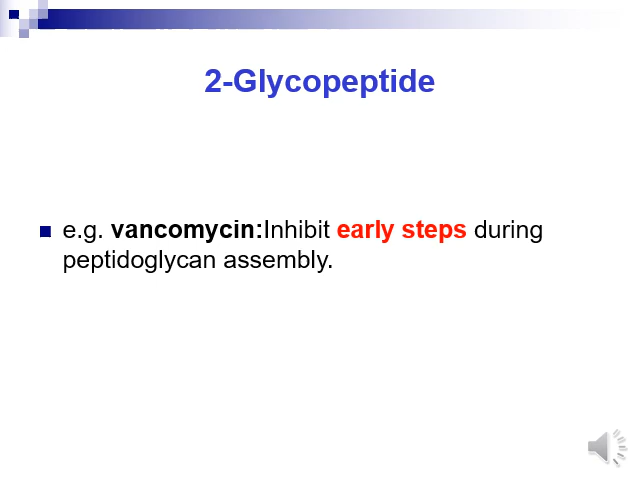 2-Glycopeptide
e.g. vancomycin:Inhibit early steps during
peptidoglycan assembly.